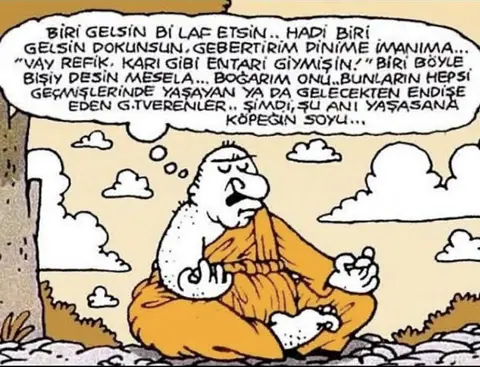 BİRİ GELSİN Bİ LAF ETSİN.. HADİ BİRİ
GELSİN DOKUNSUN, GEBERTİRİM DİNİME İMANIMA...
"VAY REFİK, KARI GİBİ ENTARİ GİYMİŞSİN!" BİRİ BÖYLE
BİŞİY DESİN MESELA... BOĞARIM ONU.. BUNLARIN HEPSİ
GEÇMİŞLERİNDE YAŞAYAN YA DA GELECEKTEN ENDİŞE
EDEN G.TVERENLER.. ŞİMDİ, ŞU ANI YAŞASANA
KÖPEĞİN SOYU...